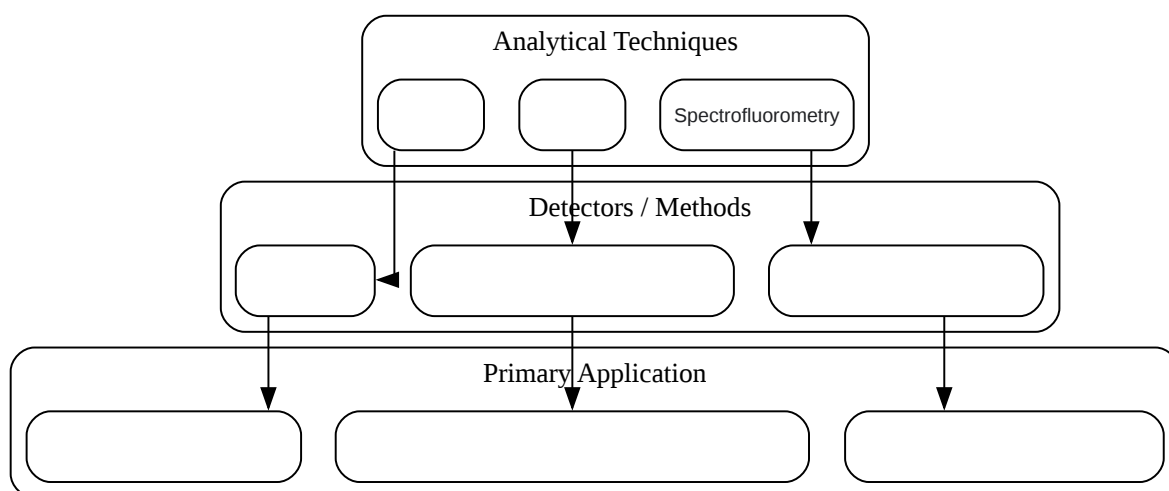 Analytical Techniques
Spectrofluorometry
Detectors / Methods
Primary Application